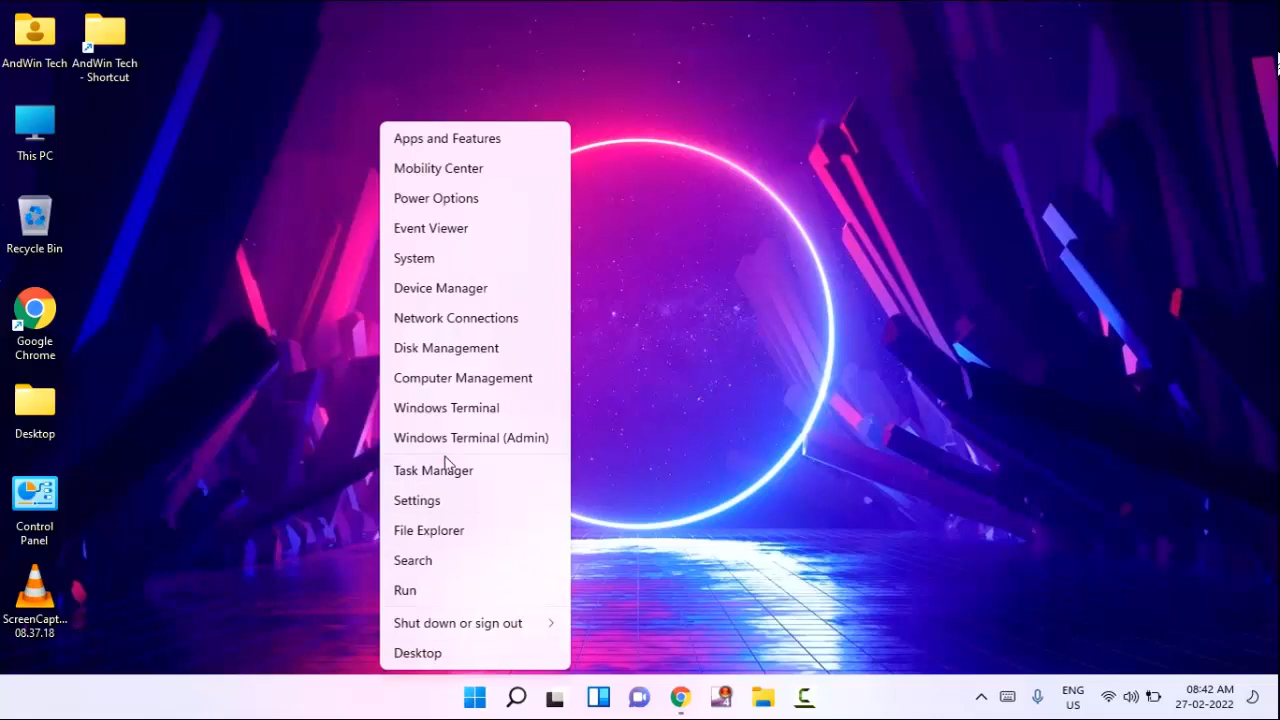 AndWin Tech
AndWin Tech
- Shortcut
This PC
Recycle Bin
Google
Chrome
Desktop
Control
Panel
ScreenCapt...
08.37.18
Apps and Features
Mobility Center
Power Options
Event Viewer
System
Device Manager
Network Connections
Disk Management
Computer Management
Windows Terminal
Windows Terminal (Admin)
Task Manager
Settings
File Explorer
Search
Run
Shut down or sign out
Desktop
4
ENG
US
08:42 AM
27-02-2022